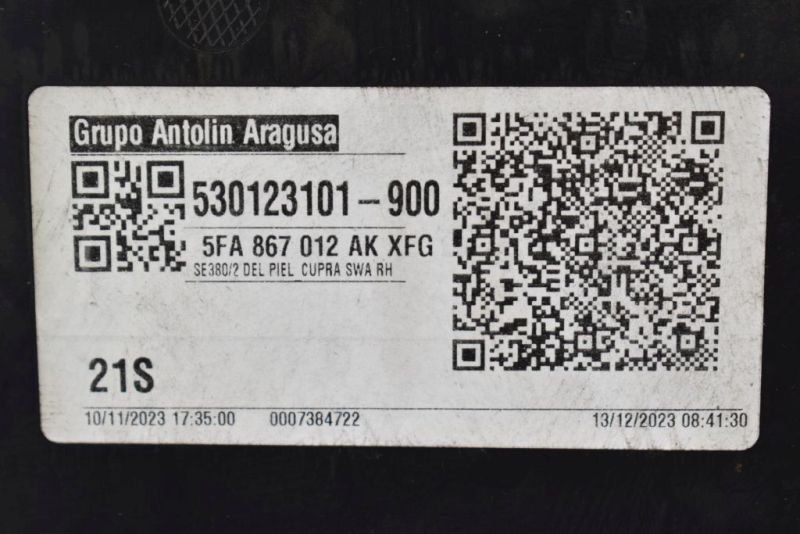 Grupo Antolin Aragusa
530123101-900
5FA 867 012 AK XFG
SE380/2 DEL PIEL CUPRA SWA RH
21S
10/11/2023 17:35:00 0007384722 13/12/2023 08:41:30